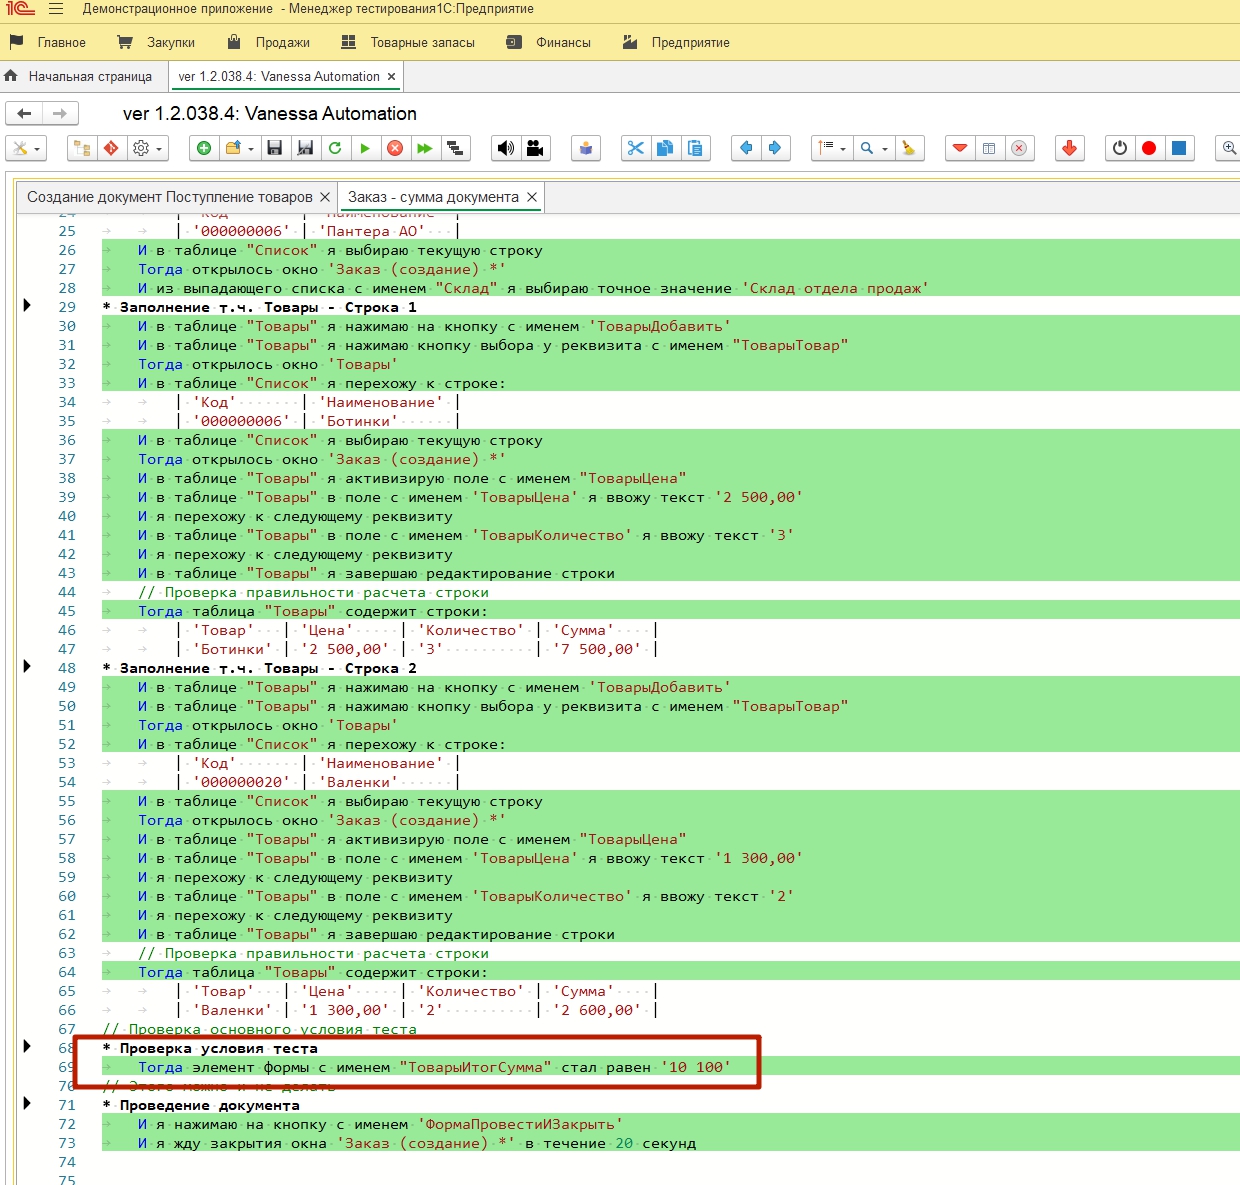 Демонстрационное приложение - Менеджер тестирования1С:Предприятие
Главное Закупки Продажи Товарные запасы Финансы Предприятие
Начальная страница ver 1.2.038.4: Vanessa Automation ×
ver 1.2.038.4: Vanessa Automation
Создание документ Поступление товаров × Заказ - сумма документа ×
24 | 'Код' | 'Наименование' |
25 | '000000006' | 'Пантера АО' |
26 И в таблице "Список" я выбираю текущую строку
27 Тогда открылось окно 'Заказ (создание) *'
28 И из выпадающего списка с именем "Склад" я выбираю точное значение 'Склад отдела продаж'
29 * Заполнение т.ч. Товары - Строка 1
30 И в таблице "Товары" я нажимаю на кнопку с именем 'ТоварыДобавить'
31 И в таблице "Товары" я нажимаю кнопку выбора у реквизита с именем "ТоварыТовар"
32 Тогда открылось окно 'Товары'
33 И в таблице "Список" я перехожу к строке:
34 | 'Код' | 'Наименование' |
35 | '000000006' | 'Ботинки' |
36 И в таблице "Список" я выбираю текущую строку
37 Тогда открылось окно 'Заказ (создание) *'
38 И в таблице "Товары" я активизирую поле с именем "ТоварыЦена"
39 И в таблице "Товары" в поле с именем 'ТоварыЦена' я ввожу текст '2 500,00'
40 И я перехожу к следующему реквизиту
41 И в таблице "Товары" в поле с именем 'ТоварыКоличество' я ввожу текст '3'
42 И я перехожу к следующему реквизиту
43 И в таблице "Товары" я завершаю редактирование строки
44 // Проверка правильности расчета строки
45 Тогда таблица "Товары" содержит строки:
46 | 'Товар' | 'Цена' | 'Количество' | 'Сумма' |
47 | 'Ботинки' | '2 500,00' | '3' | '7 500,00' |
48 * Заполнение т.ч. Товары - Строка 2
49 И в таблице "Товары" я нажимаю на кнопку с именем 'ТоварыДобавить'
50 И в таблице "Товары" я нажимаю кнопку выбора у реквизита с именем "ТоварыТовар"
51 Тогда открылось окно 'Товары'
52 И в таблице "Список" я перехожу к строке:
53 | 'Код' | 'Наименование' |
54 | '000000020' | 'Валенки' |
55 И в таблице "Список" я выбираю текущую строку
56 Тогда открылось окно 'Заказ (создание) *'
57 И в таблице "Товары" я активизирую поле с именем "ТоварыЦена"
58 И в таблице "Товары" в поле с именем 'ТоварыЦена' я ввожу текст '1 300,00'
59 И я перехожу к следующему реквизиту
60 И в таблице "Товары" в поле с именем 'ТоварыКоличество' я ввожу текст '2'
61 И я перехожу к следующему реквизиту
62 И в таблице "Товары" я завершаю редактирование строки
63 // Проверка правильности расчета строки
64 Тогда таблица "Товары" содержит строки:
65 | 'Товар' | 'Цена' | 'Количество' | 'Сумма' |
66 | 'Валенки' | '1 300,00' | '2' | '2 600,00' |
67 // Проверка основного условия теста
68 * Проверка условия теста
69 Тогда элемент формы с именем "ТоварыИтогСумма" стал равен '10 100'
70 // Этого можно и не делать
71 * Проведение документа
72 И я нажимаю на кнопку с именем 'ФормаПровестиИЗакрыть'
73 И я жду закрытия окна 'Заказ (создание) *' в течение 20 секунд
74
75